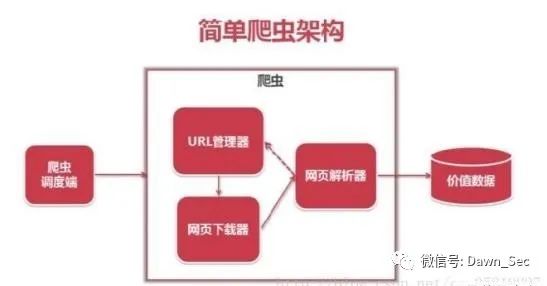 简单爬虫架构
爬虫
URL管理器
爬虫
调度端
网页解析器
价值数据
网页下载器
微信号: Dawn_Sec